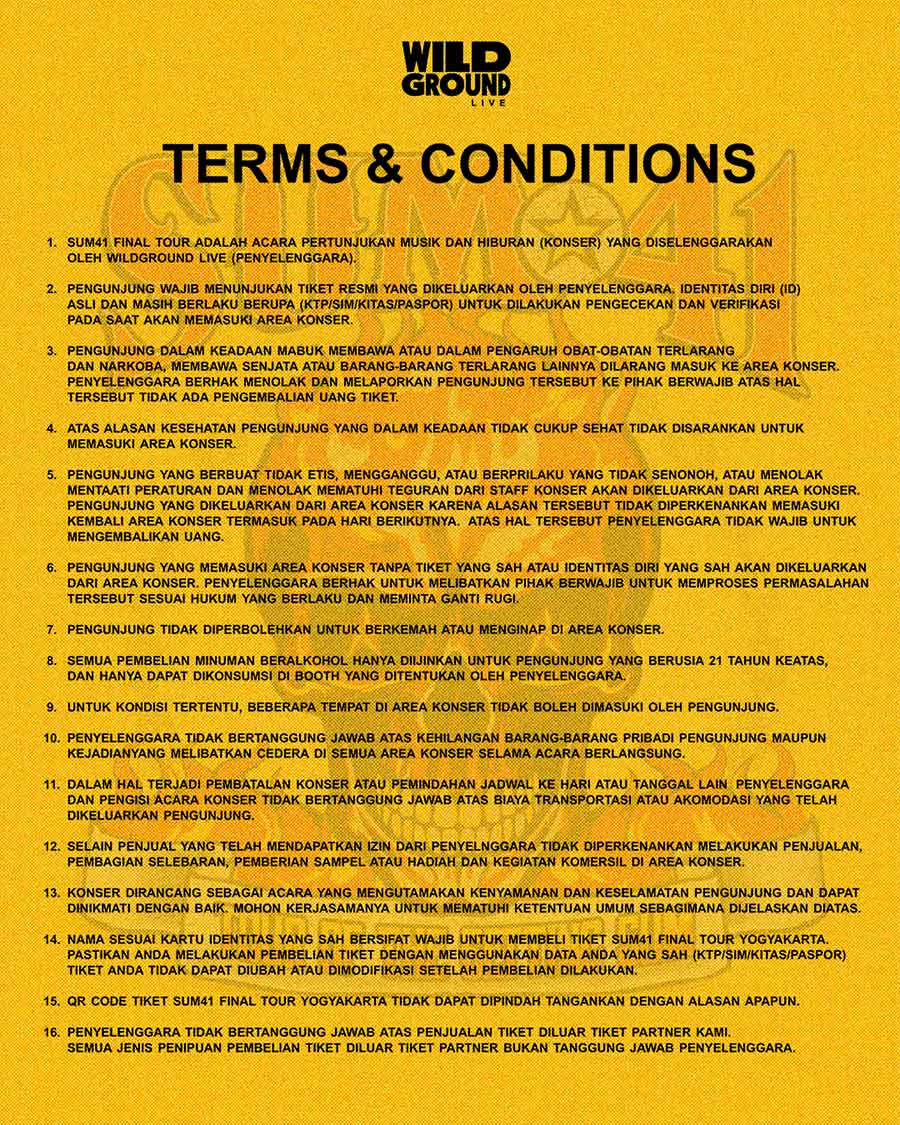 WILD
GROUND
LIVE
TERMS & CONDITIONS
SUM41
1. SUM41 FINAL TOUR ADALAH ACARA PERTUNJUKAN MUSIK DAN HIBURAN (KONSER) YANG DISELENGGARAKAN
OLEH WILDGROUND LIVE (PENYELENGGARA).
2. PENGUNJUNG WAJIB MENUNJUKAN TIKET RESMI YANG DIKELUARKAN OLEH PENYELENGGARA, IDENTITAS DIRI (ID)
ASLI DAN MASIH BERLAKU BERUPA (KTP/SIM/KITAS/PASPOR) UNTUK DILAKUKAN PENGECEKAN DAN VERIFIKASI
PADA SAAT AKAN MEMASUKI AREA KONSER.
3. PENGUNJUNG DALAM KEADAAN MABUK MEMBAWA ATAU DALAM PENGARUH OBAT-OBATAN TERLARANG
DAN NARKOBA, MEMBAWA SENJATA ATAU BARANG-BARANG TERLARANG LAINNYA DILARANG MASUK KE AREA KONSER.
PENYELENGGARA BERHAK MENOLAK DAN MELAPORKAN PENGUNJUNG TERSEBUT KE PIHAK BERWAJIB ATAS HAL
TERSEBUT TIDAK ADA PENGEMBALIAN UANG TIKET.
4. ATAS ALASAN KESEHATAN PENGUNJUNG YANG DALAM KEADAAN TIDAK CUKUP SEHAT TIDAK DISARANKAN UNTUK
MEMASUKI AREA KONSER.
5. PENGUNJUNG YANG BERBUAT TIDAK ETIS, MENGGANGGU, ATAU BERPRILAKU YANG TIDAK SENONOH, ATAU MENOLAK
MENTAATI PERATURAN DAN MENOLAK MEMATUHI TEGURAN DARI STAFF KONSER AKAN DIKELUARKAN DARI AREA KONSER.
PENGUNJUNG YANG DIKELUARKAN DARI AREA KONSER KARENA ALASAN TERSEBUT TIDAK DIPERKENANKAN MEMASUKI
KEMBALI AREA KONSER TERMASUK PADA HARI BERIKUTNYA. ATAS HAL TERSEBUT PENYELENGGARA TIDAK WAJIB UNTUK
MENGEMBALIKAN UANG.
6. PENGUNJUNG YANG MEMASUKI AREA KONSER TANPA TIKET YANG SAH ATAU IDENTITAS DIRI YANG SAH AKAN DIKELUARKAN
DARI AREA KONSER. PENYELENGGARA BERHAK UNTUK MELIBATKAN PIHAK BERWAJIB UNTUK MEMPROSES PERMASALAHAN
TERSEBUT SESUAI HUKUM YANG BERLAKU DAN MEMINTA GANTI RUGI.
7. PENGUNJUNG TIDAK DIPERBOLEHKAN UNTUK BERKEMAH ATAU MENGINAP DI AREA KONSER.
8. SEMUA PEMBELIAN MINUMAN BERALKOHOL HANYA DIIJINKAN UNTUK PENGUNJUNG YANG BERUSIA 21 TAHUN KEATAS,
DAN HANYA DAPAT DIKONSUMSI DI BOOTH YANG DITENTUKAN OLEH PENYELENGGARA.
9. UNTUK KONDISI TERTENTU, BEBERAPA TEMPAT DI AREA KONSER TIDAK BOLEH DIMASUKI OLEH PENGUNJUNG.
10. PENYELENGGARA TIDAK BERTANGGUNG JAWAB ATAS KEHILANGAN BARANG-BARANG PRIBADI PENGUNJUNG MAUPUN
KEJADIANYANG MELIBATKAN CEDERA DI SEMUA AREA KONSER SELAMA ACARA BERLANGSUNG.
11. DALAM HAL TERJADI PEMBATALAN KONSER ATAU PEMINDAHAN JADWAL KE HARI ATAU TANGGAL LAIN PENYELENGGARA
DAN PENGISI ACARA KONSER TIDAK BERTANGGUNG JAWAB ATAS BIAYA TRANSPORTASI ATAU AKOMODASI YANG TELAH
DIKELUARKAN PENGUNJUNG.
12. SELAIN PENJUAL YANG TELAH MENDAPATKAN IZIN DARI PENYELNGGARA TIDAK DIPERKENANKAN MELAKUKAN PENJUALAN,
PEMBAGIAN SELEBARAN, PEMBERIAN SAMPEL ATAU HADIAH DAN KEGIATAN KOMERSIL DI AREA KONSER.
13. KONSER DIRANCANG SEBAGAI ACARA YANG MENGUTAMAKAN KENYAMANAN DAN KESELAMATAN PENGUNJUNG DAN DAPAT
DINIKMATI DENGAN BAIK. MOHON KERJASAMANYA UNTUK MEMATUHI KETENTUAN UMUM SEBAGIMANA DIJELASKAN DIATAS.
14. NAMA SESUAI KARTU IDENTITAS YANG SAH BERSIFAT WAJIB UNTUK MEMBELI TIKET SUM41 FINAL TOUR YOGYAKARTA.
PASTIKAN ANDA MELAKUKAN PEMBELIAN TIKET DENGAN MENGGUNAKAN DATA ANDA YANG SAH (KTP/SIM/KITAS/PASPOR)
TIKET ANDA TIDAK DAPAT DIUBAH ATAU DIMODIFIKASI SETELAH PEMBELIAN DILAKUKAN.
15. QR CODE TIKET SUM41 FINAL TOUR YOGYAKARTA TIDAK DAPAT DIPINDAH TANGANKAN DENGAN ALASAN APAPUN.
16. PENYELENGGARA TIDAK BERTANGGUNG JAWAB ATAS PENJUALAN TIKET DILUAR TIKET PARTNER KAMI.
SEMUA JENIS PENIPUAN PEMBELIAN TIKET DILUAR TIKET PARTNER BUKAN TANGGUNG JAWAB PENYELENGGARA.